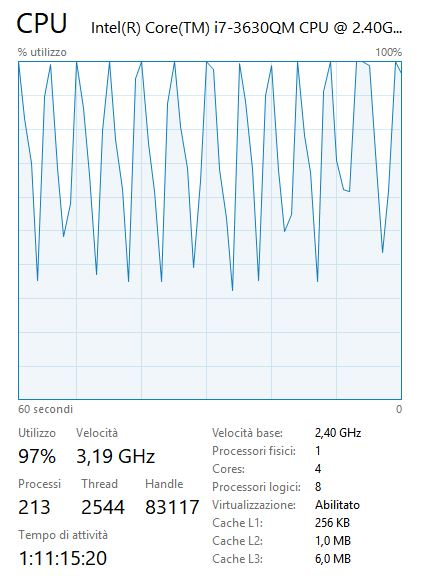 CPU Intel(R) Core(TM) i7-3630QM CPU @ 2.40G...
% utilizzo 100%
60 secondi 0
Utilizzo Velocità
97% 3,19 GHz
Processi Thread Handle
213 2544 83117
Tempo di attività
1:11:15:20
Velocità base: 2,40 GHz
Processori fisici: 1
Cores: 4
Processori logici: 8
Virtualizzazione: Abilitato
Cache L1: 256 KB
Cache L2: 1,0 MB
Cache L3: 6,0 MB